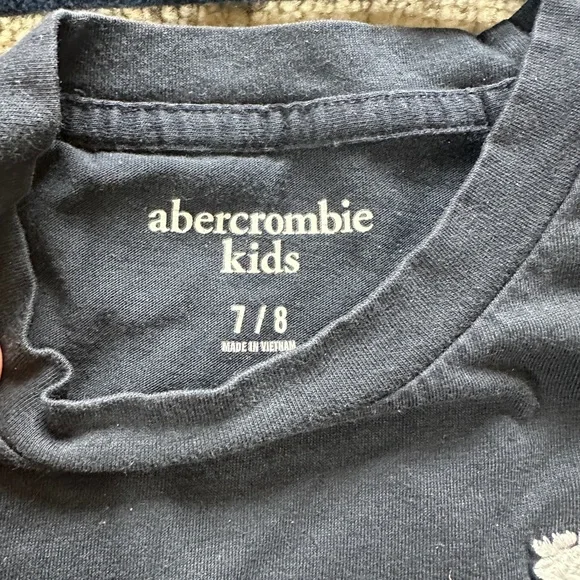 abercrombie
kids
7 / 8
MADE IN VIETNAM